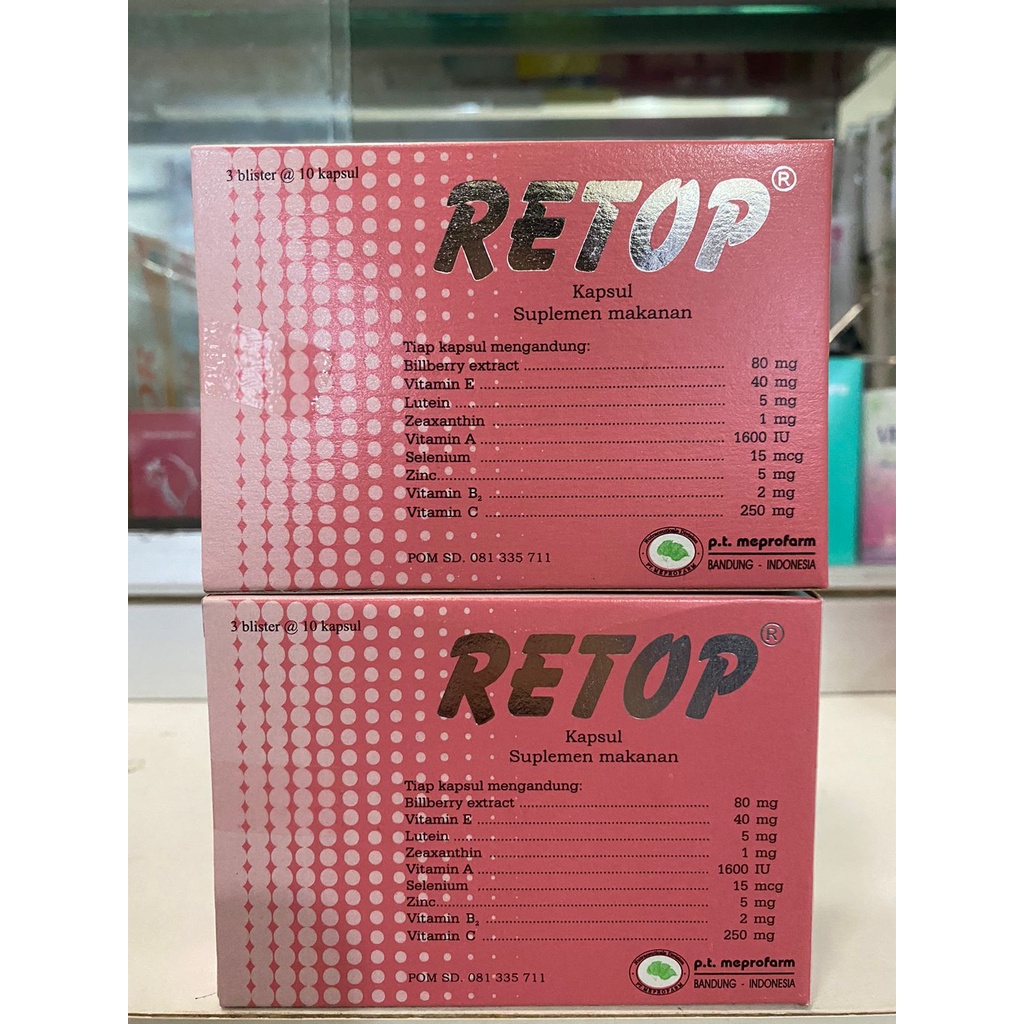 3 blister @ 10 kapsul
RETOP®
Kapsul
Suplemen makanan
Tiap kapsul mengandung:
Billberry extract ........ 80 mg
Vitamin E ........ 40 mg
Lutein ........ 5 mg
Zeaxanthin ........ 1 mg
Vitamin A ........ 1600 IU
Selenium ........ 15 mcg
Zinc ........ 5 mg
Vitamin B₂ ........ 2 mg
Vitamin C ........ 250 mg
POM SD. 081 335 711
PT.MEPROFARM
p.t. meprofarm
BANDUNG - INDONESIA
3 blister @ 10 kapsul
RETOP®
Kapsul
Suplemen makanan
Tiap kapsul mengandung:
Billberry extract ........ 80 mg
Vitamin E ........ 40 mg
Lutein ........ 5 mg
Zeaxanthin ........ 1 mg
Vitamin A ........ 1600 IU
Selenium ........ 15 mcg
Zinc ........ 5 mg
Vitamin B₂ ........ 2 mg
Vitamin C ........ 250 mg
POM SD. 081 335 711
PT.MEPROFARM
p.t. meprofarm
BANDUNG - INDONESIA